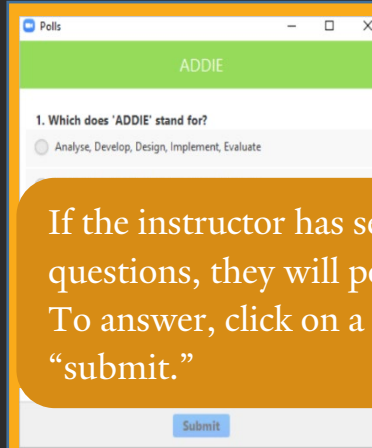 Polls
ADDIE
1. Which does 'ADDIE' stand for?
Analyse, Develop, Design, Implement, Evaluate
If the instructor has
questions, they will
To answer, click on a
“submit.”
Submit